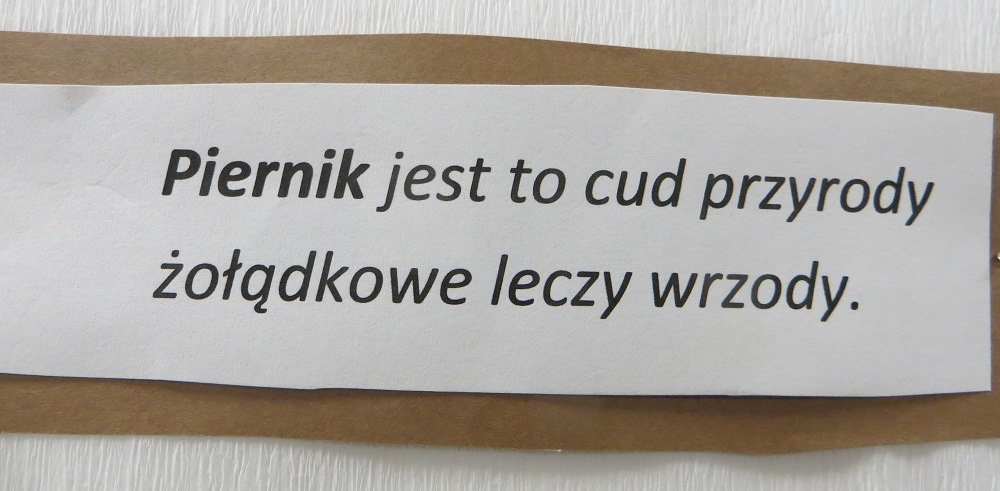 Piernik jest to cud przyrody
żołądkowe leczy wrzody.